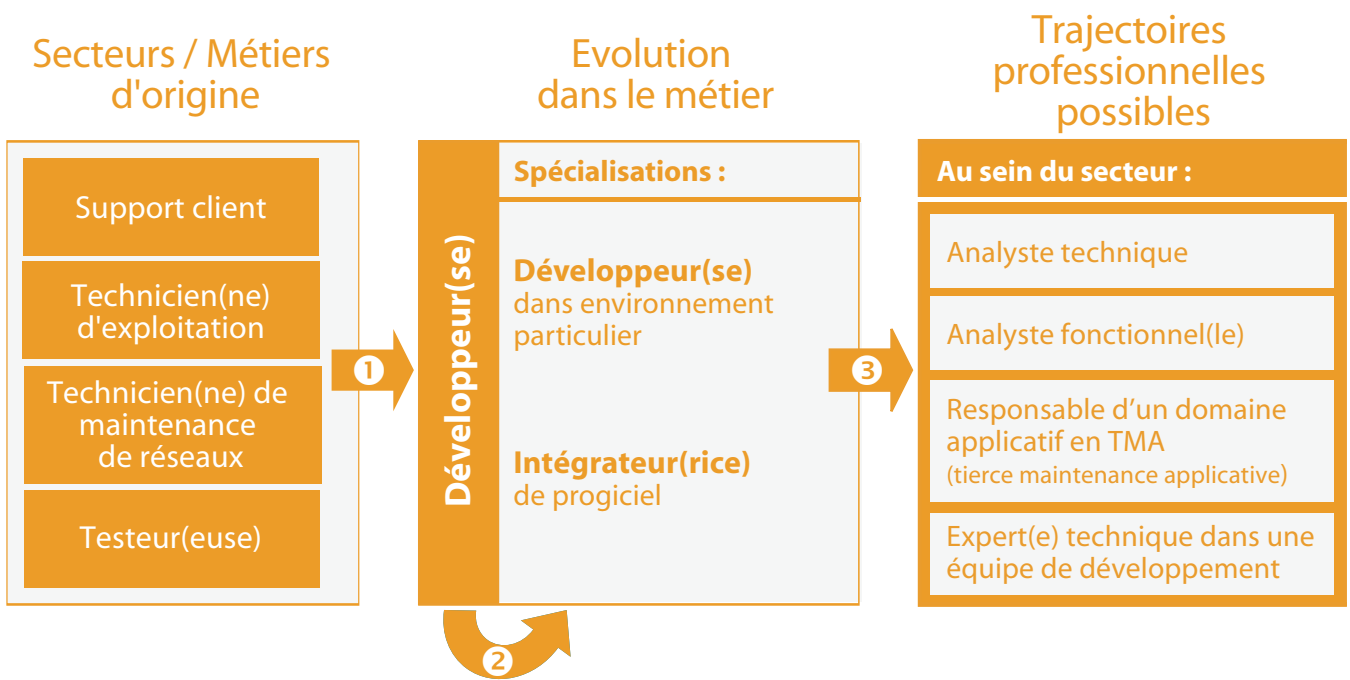 Secteurs / Métiers
d'origine
Support client
Technicien(ne)
d'exploitation
Technicien(ne) de
maintenance
de réseaux
Testeur(euse)
❶
Evolution
dans le métier
Développeur(se)
Spécialisations :
Développeur(se)
dans environnement
particulier
Intégrateur(rice)
de progiciel
❷
❸
Trajectoires
professionnelles
possibles
Au sein du secteur :
Analyste technique
Analyste fonctionnel(le)
Responsable d’un domaine
applicatif en TMA
(tierce maintenance applicative)
Expert(e) technique dans une
équipe de développement